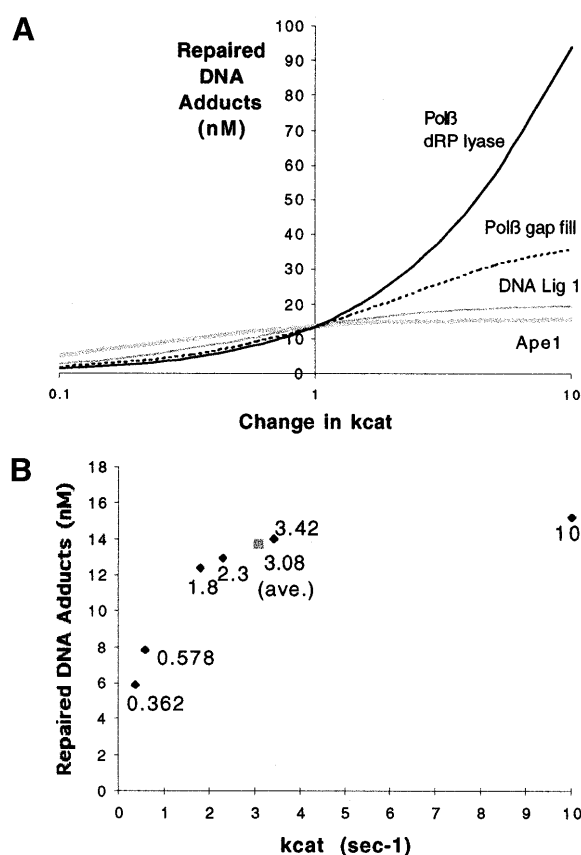 A
Repaired
DNA
Adducts
(nM)
100
90
80
70
60
50
40
30
20
10
0
Polß
dRP lyase
Polß gap fill
DNA Lig 1
Ape1
0.1
1
10
Change in kcat
B
Repaired DNA Adducts (nM)
18
16
14
12
10
8
6
4
2
0
3.42
3.08
(ave.)
2.3
1.8
10
0.578
0.362
0 1 2 3 4 5 6 7 8 9 10
kcat (sec-1)